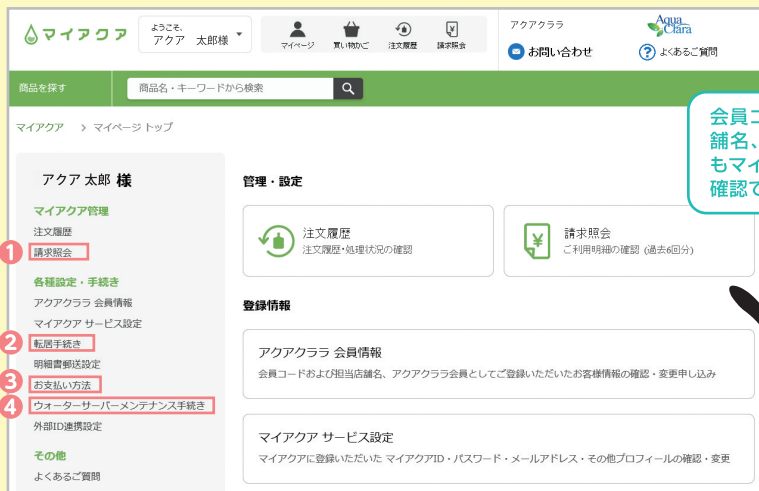 マイアクア
ようこそ、
アクア 太郎様
マイページ
買い物かご
注文履歴
請求照会
アクアクララ
Aqua Clara
お問い合わせ
よくあるご質問
商品を探す
商品名・キーワードから検索
マイアクア > マイページ トップ
会員コ
舗名、
もマイ
確認で
アクア 太郎 様
マイアクア管理
注文履歴
1 請求照会
各種設定・手続き
アクアクララ 会員情報
マイアクア サービス設定
2 転居手続き
明細書郵送設定
3 お支払い方法
4 ウォーターサーバーメンテナンス手続き
外部ID連携設定
その他
よくあるご質問
管理・設定
注文履歴
注文履歴・処理状況の確認
請求照会
ご利用明細の確認 (過去6回分)
登録情報
アクアクララ 会員情報
会員コードおよび担当店舗名、アクアクララ会員としてご登録いただいたお客様情報の確認・変更申し込み
マイアクア サービス設定
マイアクアに登録いただいた マイアクアID・パスワード・メールアドレス・その他プロフィールの確認・変更